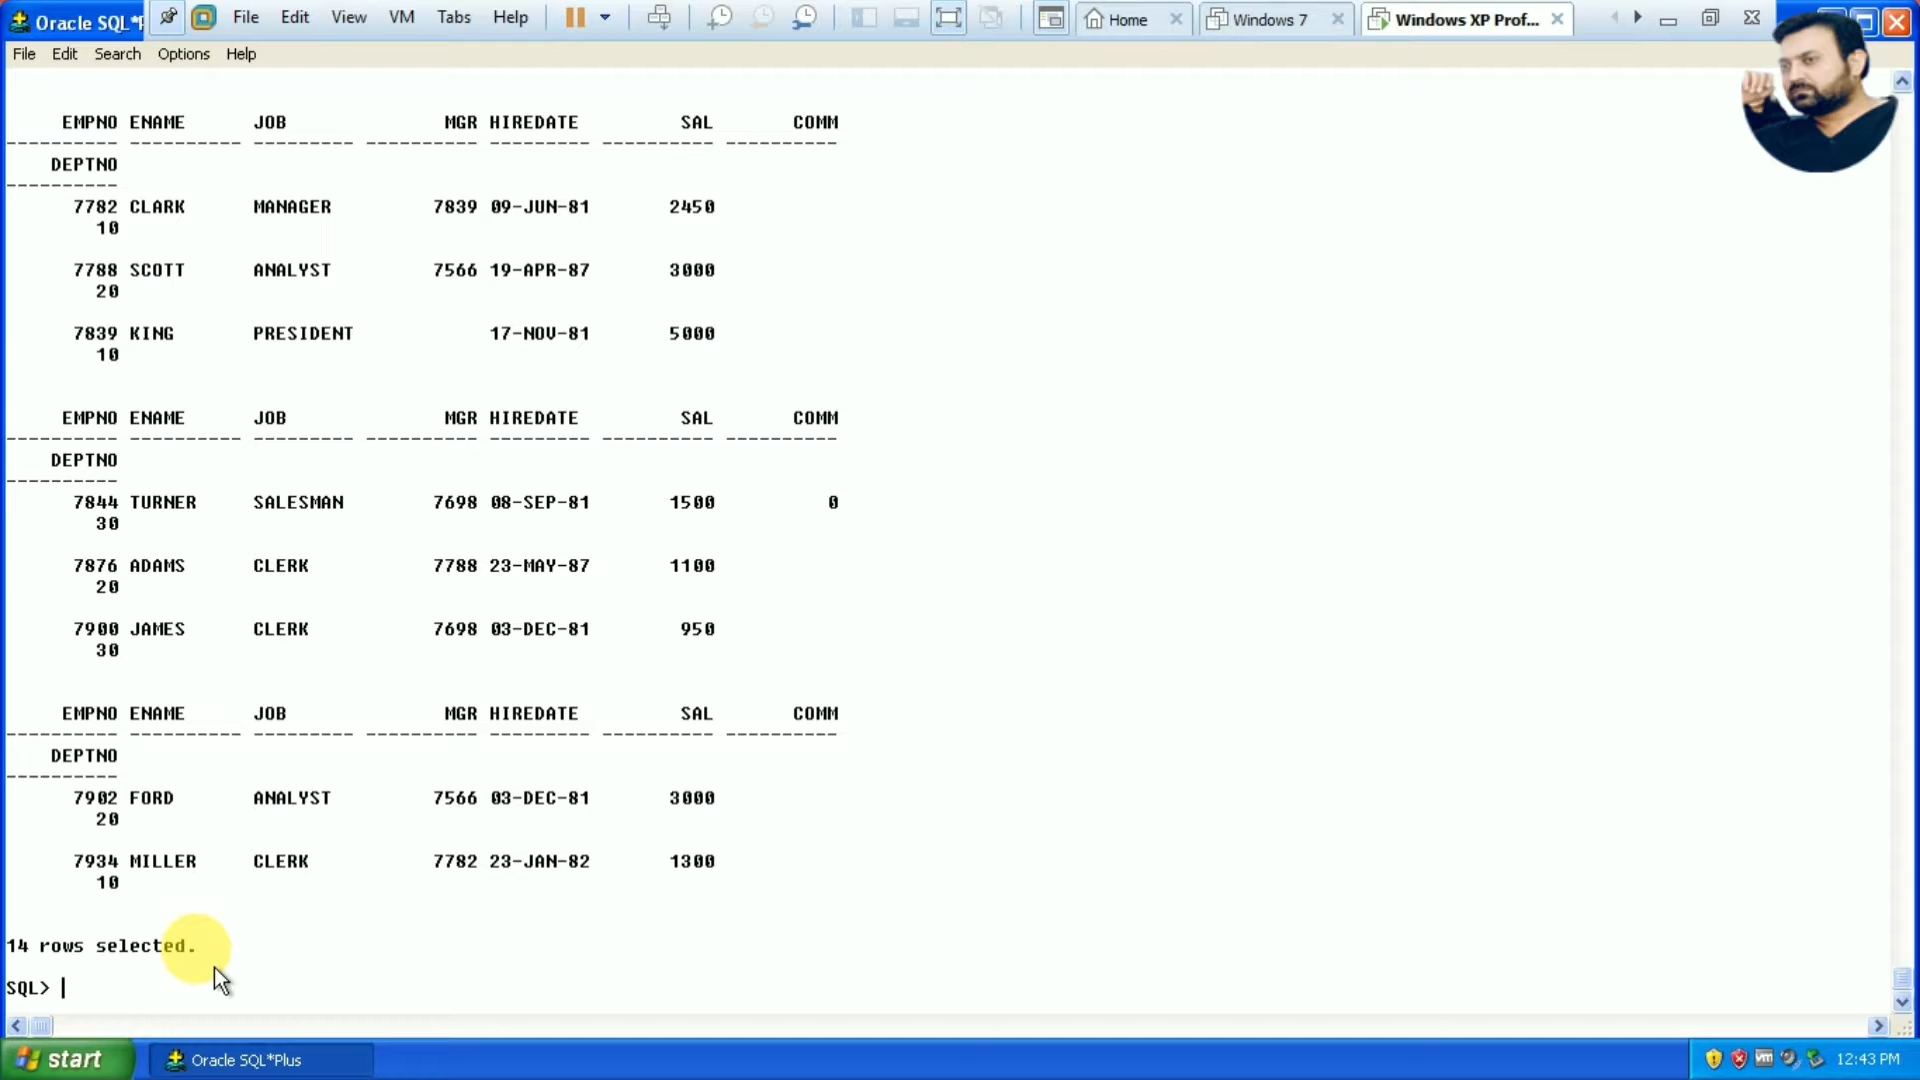 Oracle SQL*P File Edit View VM Tabs Help Home Windows 7 Windows XP Prof...
File Edit Search Options Help
EMPNO ENAME JOB MGR HIREDATE SAL COMM
---------- ---------- --------- ---------- --------- ---------- ----------
DEPTNO
----------
7782 CLARK MANAGER 7839 09-JUN-81 2450
10
7788 SCOTT ANALYST 7566 19-APR-87 3000
20
7839 KING PRESIDENT 17-NOV-81 5000
10
EMPNO ENAME JOB MGR HIREDATE SAL COMM
---------- ---------- --------- ---------- --------- ---------- ----------
DEPTNO
----------
7844 TURNER SALESMAN 7698 08-SEP-81 1500 0
30
7876 ADAMS CLERK 7788 23-MAY-87 1100
20
7900 JAMES CLERK 7698 03-DEC-81 950
30
EMPNO ENAME JOB MGR HIREDATE SAL COMM
---------- ---------- --------- ---------- --------- ---------- ----------
DEPTNO
----------
7902 FORD ANALYST 7566 03-DEC-81 3000
20
7934 MILLER CLERK 7782 23-JAN-82 1300
10
14 rows selected.
SQL>
start Oracle SQL*Plus vm 12:43 PM